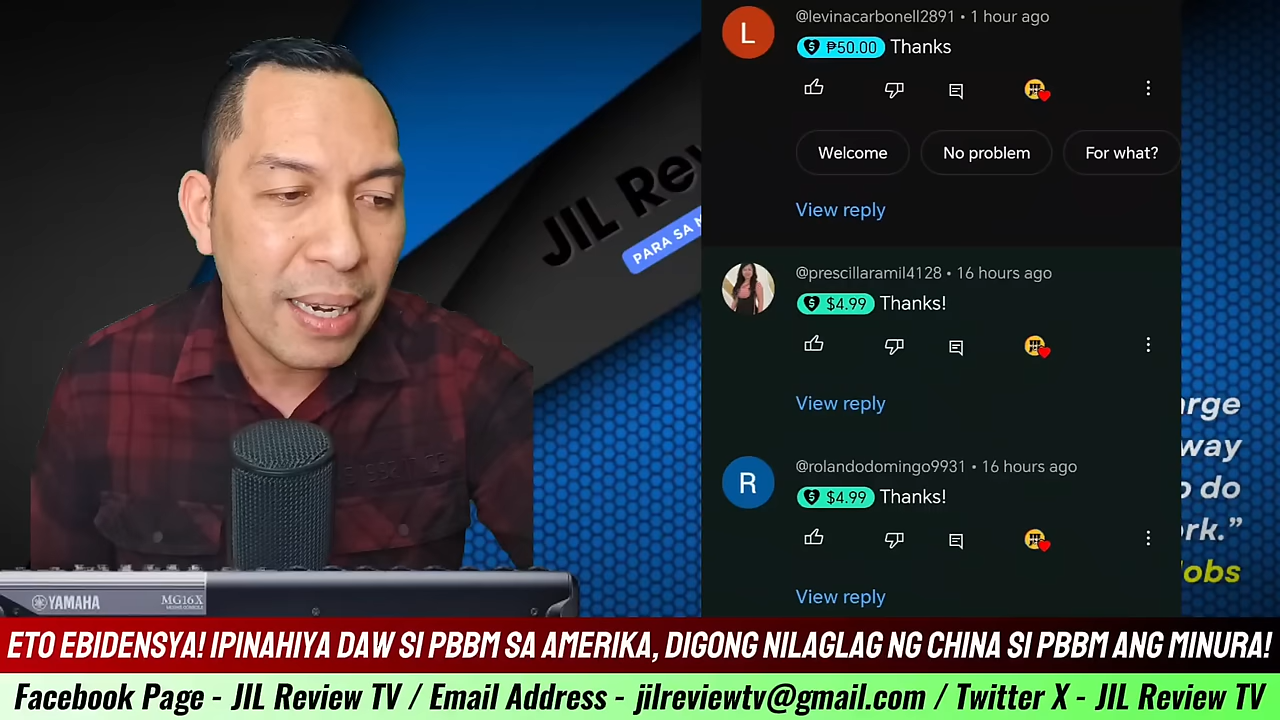 @levinacarbonell2891 • 1 hour ago
₱50.00 Thanks
Welcome
No problem
For what?
View reply
@prescillaramil4128 • 16 hours ago
$4.99 Thanks!
View reply
@rolandodomingo9931 • 16 hours ago
$4.99 Thanks!
View reply
JIL Rev
PARA SA
arge
way
do
rk.”
Jobs
YAMAHA
MG16X
ETO EBIDENSYA! IPINAHIYA DAW SI PBBM SA AMERIKA, DIGONG NILAGLAG NG CHINA SI PBBM ANG MINURA!
Facebook Page - JIL Review TV / Email Address - jilreviewtv@gmail.com / Twitter X - JIL Review TV